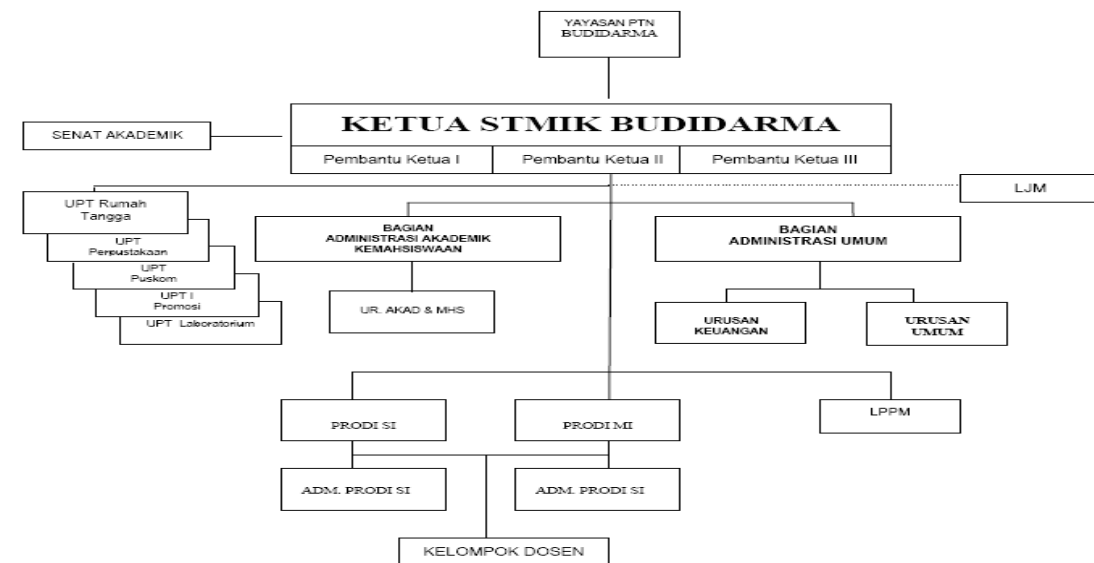 YAYASAN PTN
BUDIDARMA
KETUA STMIK BUDIDARMA
SENAT AKADEMIK
Pembantu Ketua I
Pembantu Ketua II
Pembantu Ketua III
LJM
UPT Rumah
Tangga
UPT
Perpustakaan
UPT
Puskom
UPT I
Promosi
UPT Laboratorium
BAGIAN
ADMINISTRASI AKADEMIK
KEMAHSISWAAN
BAGIAN
ADMINISTRASI UMUM
UR. AKAD & MHS
URUSAN
KEUANGAN
URUSAN
UMUM
PRODI SI
PRODI MI
LPPM
ADM. PRODI SI
ADM. PRODI SI
KELOMPOK DOSEN